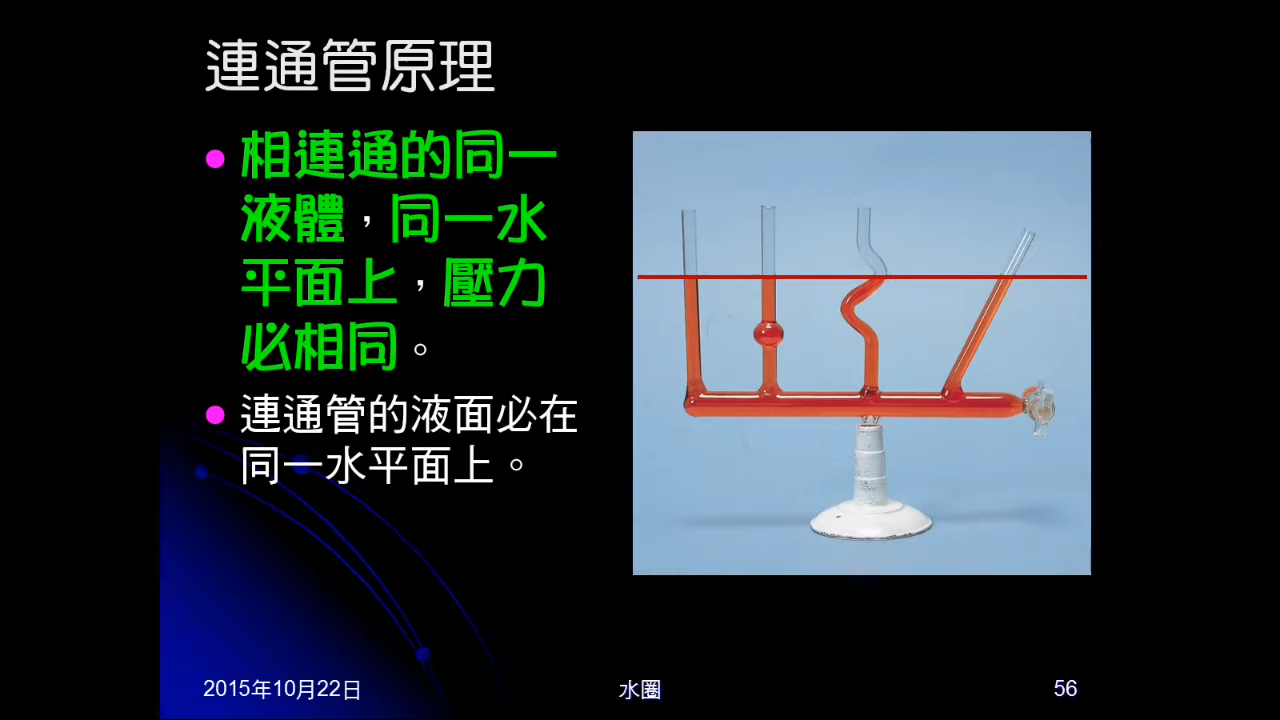 連通管原理
相連通的同一
液體，同一水
平面上，壓力
必相同。
連通管的液面必在
同一水平面上。
2015年10月22日
水圈
56